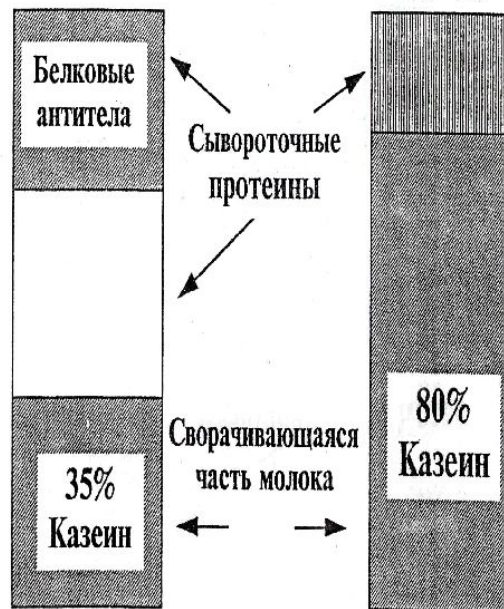 Белковые
антитела
Сывороточные
протеины
35%
Казеин
Сворачивающаяся
часть молока
80%
Казеин